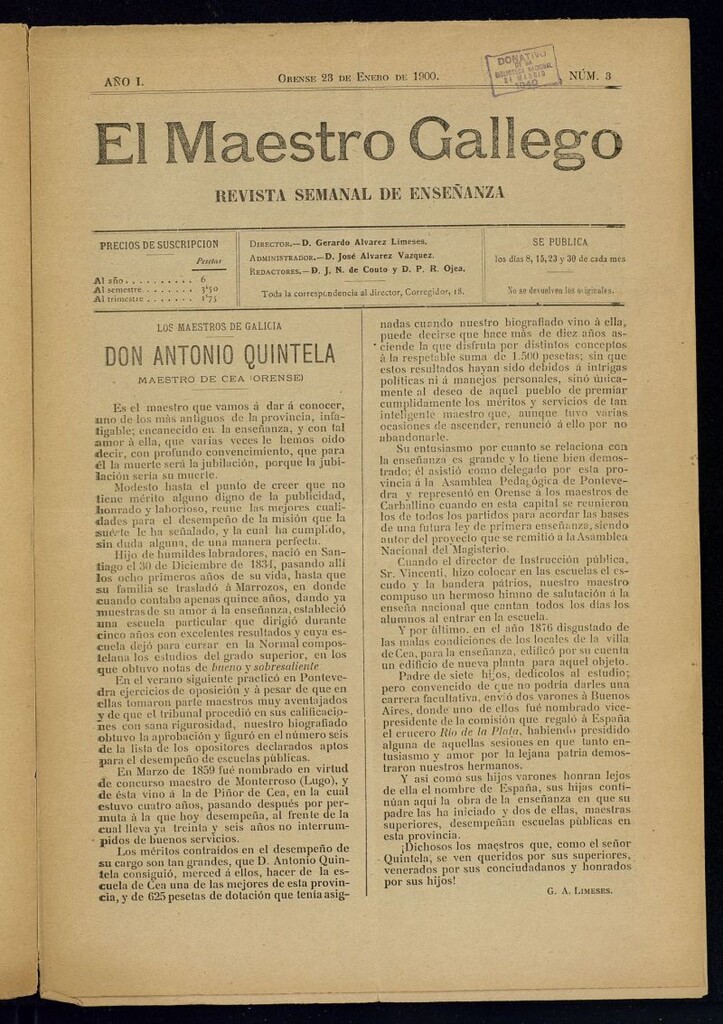 AÑO I.
ORENSE 23 DE ENERO DE 1900.
NÚM. 3
DONATIVO
DE LA
BIBLIOTECA NACIONAL
DE MADRID
1940
El Maestro Gallego
REVISTA SEMANAL DE ENSEÑANZA
PRECIOS DE SUSCRIPCION
Pesetas
Al año. . . . . . . . . . 6
Al semestre. . . . . . . . 3'50
Al trimestre . . . . . . . 1'75
DIRECTOR.—D. Gerardo Alvarez Limeses.
ADMINISTRADOR.—D. José Alvarez Vazquez.
REDACTORES.—D. J. N. de Couto y D. P. R. Ojea.
Toda la correspondencia al Director, Corregidor, 18.
SE PUBLICA
los días 8, 15, 23 y 30 de cada mes
No se devuelven los originales.
LOS MAESTROS DE GALICIA
DON ANTONIO QUINTELA
MAESTRO DE CEA (ORENSE)
Es el maestro que vamos á dar á conocer,
uno de los más antiguos de la provincia, infa-
tigable; encanecido en la enseñanza, y con tal
amor á ella, que varias veces le hemos oido
decir, con profundo convencimiento, que para
él la muerte será la jubilación, porque la jubi-
lación seria su muerte.
Modesto hasta el punto de creer que no
tiene mérito alguno digno de la publicidad,
honrado y laborioso, reune las mejores cuali-
dades para el desempeño de la misión que la
suerte le ha señalado, y la cual ha cumplido,
sin duda alguna, de una manera perfecta.
Hijo de humildes labradores, nació en San-
tiago el 30 de Diciembre de 1834, pasando allí
los ocho primeros años de su vida, hasta que
su familia se trasladó á Marrozos, en donde
cuando contaba apenas quince años, dando ya
muestras de su amor á la enseñanza, estableció
una escuela particular que dirigió durante
cinco años con excelentes resultados y cuya es-
cuela dejó para cursar en la Normal compos-
telana los estudios del grado superior, en los
que obtuvo notas de bueno y sobresaliente
En el verano siguiente practicó en Ponteve-
dra ejercicios de oposición y á pesar de que en
ellas tomaron parte maestros muy aventajados
y de que el tribunal procedió en sus calificacio-
nes con sana rigurosidad, nuestro biografiado
obtuvo la aprobación y figuró en el número seis
de la lista de los opositores declarados aptos
para el desempeño de escuelas públicas.
En Marzo de 1859 fué nombrado en virtud
de concurso maestro de Monterroso (Lugo), y
de ésta vino á la de Piñor de Cea, en la cual
estuvo cuatro años, pasando después por per-
muta á la que hoy desempeña, al frente de la
cual lleva ya treinta y seis años no interrum-
pidos de buenos servicios.
Los méritos contraidos en el desempeño de
su cargo son tan grandes, que D. Antonio Quin-
tela consiguió, merced á ellos, hacer de la es-
cuela de Cea una de las mejores de esta provin-
cia, y de 625 pesetas de dotación que tenía asig-
nadas cuando nuestro biografiado vino á ella,
puede decirse que hace más de diez años as-
ciende la que disfruta por distintos conceptos
á la respetable suma de 1.500 pesetas; sin que
estos resultados hayan sido debidos á intrigas
políticas ni á manejos personales, sinó única-
mente al deseo de aquel pueblo de premiar
cumplidamente los méritos y servicios de tan
inteligente maestro que, aunque tuvo varias
ocasiones de ascender, renunció á ello por no
abandonarle.
Su entusiasmo por cuanto se relaciona con
la enseñanza es grande y lo tiene bien demos-
trado; él asistió como delegado por esta pro-
vincia á la Asamblea Pedagógica de Ponteve-
dra y representó en Orense á los maestros de
Carballino cuando en esta capital se reunieron
los de todos los partidos para acordar las bases
de una futura ley de primera enseñanza, siendo
autor del proyecto que se remitió a la Asamblea
Nacional del Magisterio.
Cuando el director de Instrucción pública,
Sr. Vincenti, hizo colocar en las escuelas el es-
cudo y la bandera pátrios, nuestro maestro
compuso un hermoso himno de salutación á la
enseña nacional que cantan todos los días los
alumnos al entrar en la escuela.
Y por último, en el año 1876 disgustado de
las malas condiciones de los locales de la villa
de Cea, para la enseñanza, edificó por su cuenta
un edificio de nueva planta para aquel objeto.
Padre de siete hijos, dedicólos al estudio;
pero convencido de que no podría darles una
carrera facultativa, envió dos varones á Buenos
Aires, donde uno de ellos fué nombrado vice-
presidente de la comisión que regaló á España
el crucero Río de la Plata, habiendo presidido
alguna de aquellas sesiones en que tanto en-
tusiasmo y amor por la lejana patria demos-
traron nuestros hermanos.
Y así como sus hijos varones honran lejos
de ella el nombre de España, sus hijas conti-
núan aquí la obra de la enseñanza en que su
padre las ha iniciado y dos de ellas, maestras
superiores, desempeñan escuelas públicas en
esta provincia.
¡Dichosos los maestros que, como el señor
Quintela, se ven queridos por sus superiores,
venerados por sus conciudadanos y honrados
por sus hijos!
G. A. LIMESES.